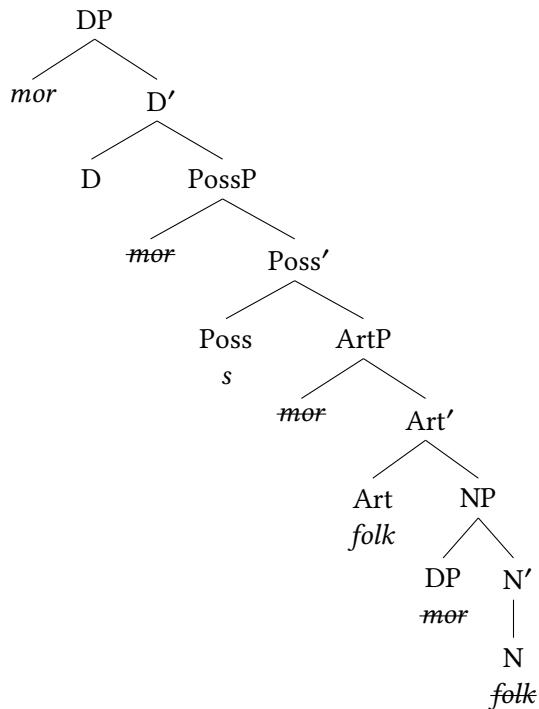 DP
mor
D′
D
PossP
mor
Poss′
Poss
ArtP
s
mor
Art′
Art
NP
folk
DP
N′
mor
N
folk